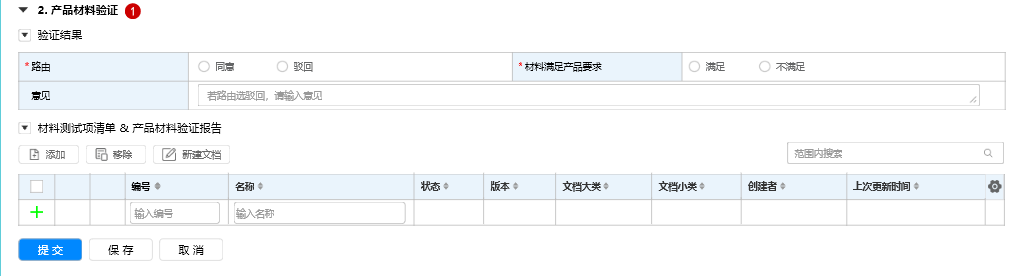 2. 产品材料验证 1
验证结果
*路由 同意 驳回 *材料满足产品要求 满足 不满足
意见 若路由选驳回，请输入意见
材料测试项清单 & 产品材料验证报告
添加 移除 新建文档 范围内搜索
编号 名称 状态 版本 文档大类 文档小类 创建者 上次更新时间
输入编号 输入名称
提交 保存 取消